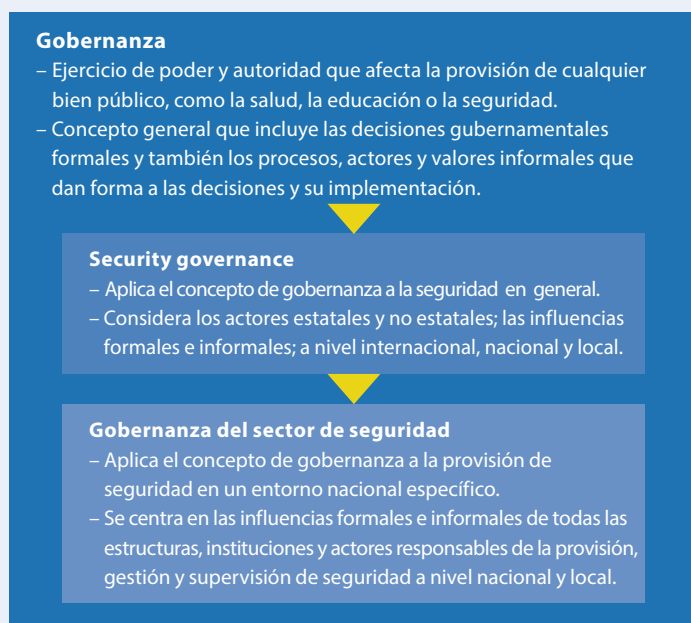 Gobernanza
– Ejercicio de poder y autoridad que afecta la provisión de cualquier
bien público, como la salud, la educación o la seguridad.
– Concepto general que incluye las decisiones gubernamentales
formales y también los procesos, actores y valores informales que
dan forma a las decisiones y su implementación.
Security governance
– Aplica el concepto de gobernanza a la seguridad en general.
– Considera los actores estatales y no estatales; las influencias
formales e informales; a nivel internacional, nacional y local.
Gobernanza del sector de seguridad
– Aplica el concepto de gobernanza a la provisión de
seguridad en un entorno nacional específico.
– Se centra en las influencias formales e informales de todas las
estructuras, instituciones y actores responsables de la provisión,
gestión y supervisión de seguridad a nivel nacional y local.